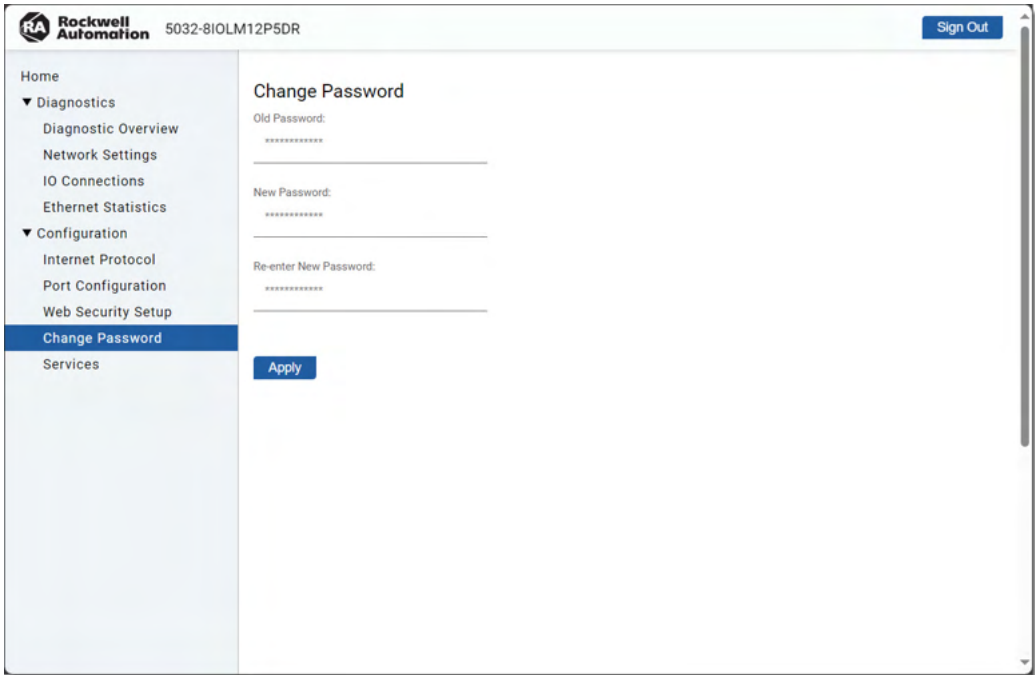 RA
Rockwell
Automation
5032-8IOLM12P5DR
Sign Out
Home
▼ Diagnostics
Diagnostic Overview
Network Settings
IO Connections
Ethernet Statistics
▼ Configuration
Internet Protocol
Port Configuration
Web Security Setup
Change Password
Services
Change Password
Old Password:
************
New Password:
************
Re-enter New Password:
************
Apply